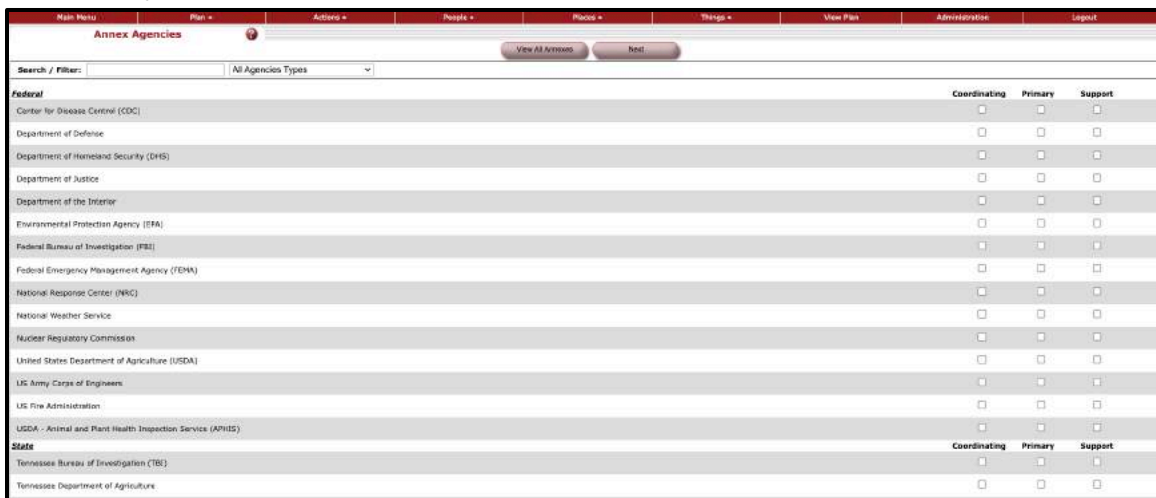 Main Menu Plan Actions People Places Things View Plan Administration Logout
Annex Agencies ?
View All Annexes Next
Search / Filter: All Agencies Types
Federal Coordinating Primary Support
Center for Disease Control (CDC)
Department of Defense
Department of Homeland Security (DHS)
Department of Justice
Department of the Interior
Environmental Protection Agency (EPA)
Federal Bureau of Investigation (FBI)
Federal Emergency Management Agency (FEMA)
National Response Center (NRC)
National Weather Service
Nuclear Regulatory Commission
United States Department of Agriculture (USDA)
US Army Corps of Engineers
US Fire Administration
USDA - Animal and Plant Health Inspection Service (APHIS)
State Coordinating Primary Support
Tennessee Bureau of Investigation (TBI)
Tennessee Department of Agriculture